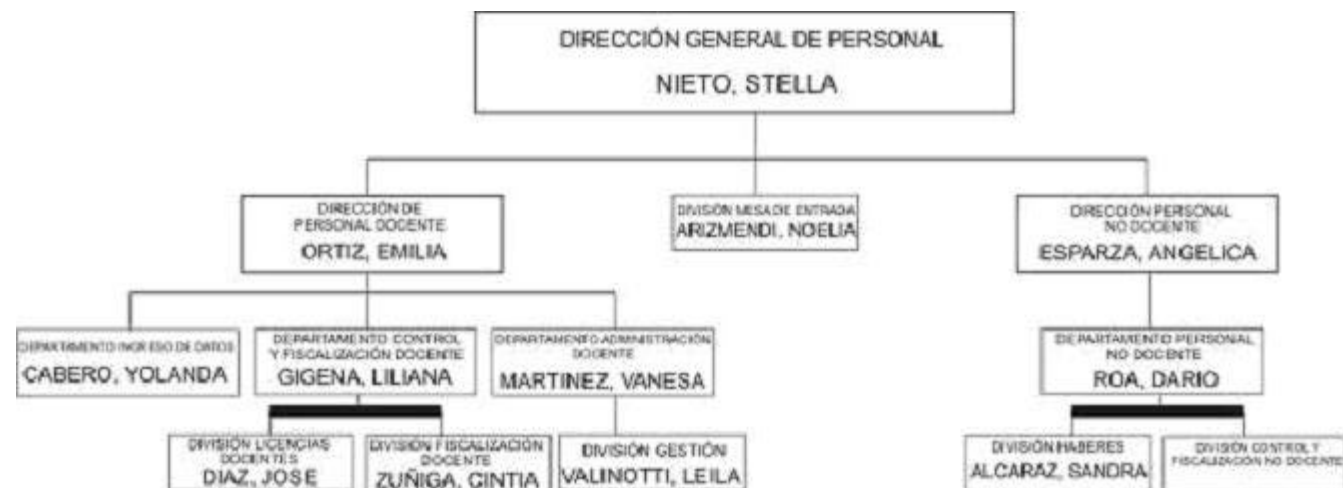 DIRECCIÓN GENERAL DE PERSONAL
NIETO, STELLA
DIRECCIÓN DE
PERSONAL DOCENTE
ORTIZ, EMILIA
DIVISIÓN MESA DE ENTRADA
ARIZMENDI, NOELIA
DIRECCIÓN PERSONAL
NO DOCENTE
ESPARZA, ANGELICA
DEPARTAMENTO INGRESO DE DATOS
CABERO, YOLANDA
DEPARTAMENTO CONTROL
Y FISCALIZACIÓN DOCENTE
GIGENA, LILIANA
DEPARTAMENTO ADMINISTRACIÓN
DOCENTE
MARTINEZ, VANESA
DEPARTAMENTO PERSONAL
NO DOCENTE
ROA, DARIO
DIVISIÓN LICENCIAS
DOCENTES
DIAZ, JOSE
DIVISIÓN FISCALIZACIÓN
DOCENTE
ZUÑIGA, CINTIA
DIVISIÓN GESTIÓN
VALINOTTI, LEILA
DIVISIÓN HABERES
ALCARAZ, SANDRA
DIVISIÓN CONTROL Y
FISCALIZACIÓN NO DOCENTE